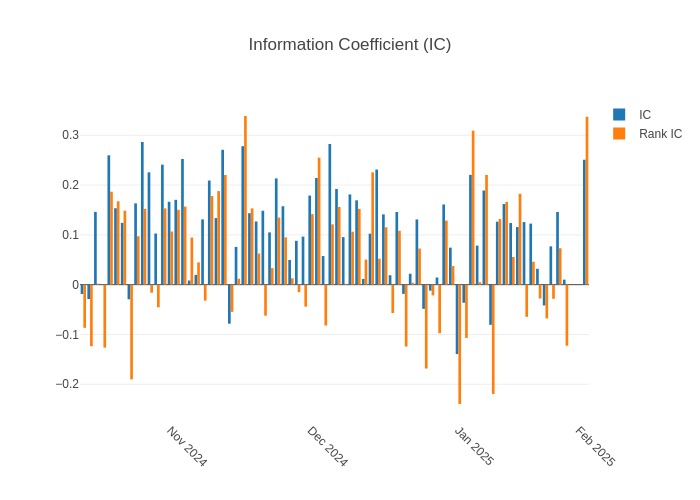 Information Coefficient (IC)
IC
Rank IC
0.3
0.2
0.1
0
−0.1
−0.2
Nov 2024
Dec 2024
Jan 2025
Feb 2025